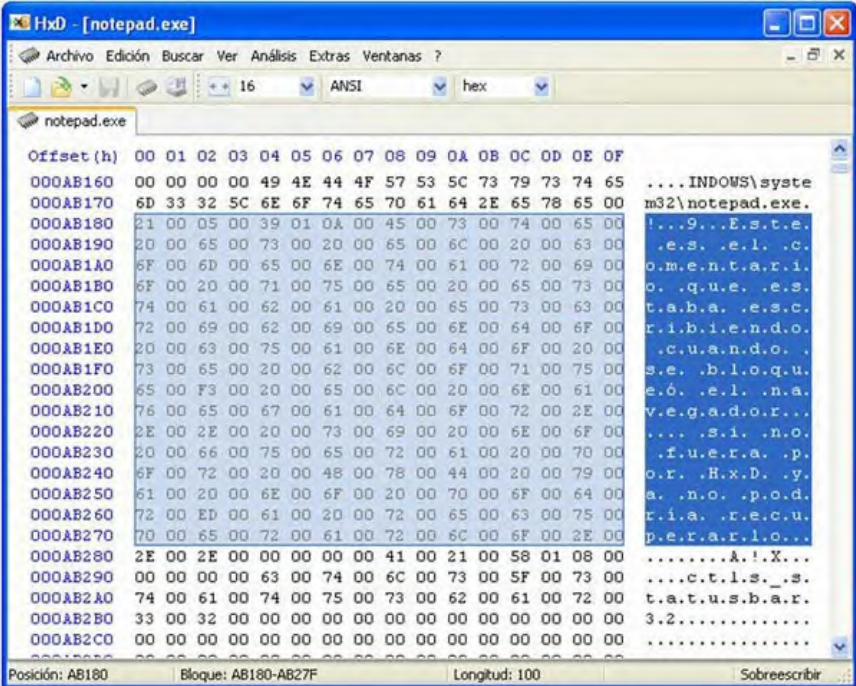 HxD - [notepad.exe]
Archivo Edición Buscar Ver Análisis Extras Ventanas ?
16 ANSI hex
notepad.exe
Offset(h) 00 01 02 03 04 05 06 07 08 09 0A 0B 0C 0D 0E 0F
000AB160 00 00 00 00 49 4E 44 4F 57 53 5C 73 79 73 74 65 ....INDOWS\syste
000AB170 6D 33 32 5C 6E 6F 74 65 70 61 64 2E 65 78 65 00 m32\notepad.exe.
000AB180 21 00 05 00 39 01 0A 00 45 00 73 00 74 00 65 00 !...9...E.s.t.e.
000AB190 20 00 65 00 73 00 20 00 65 00 6C 00 20 00 63 00 .e.s. .e.l. .c.
000AB1A0 6F 00 6D 00 65 00 6E 00 74 00 61 00 72 00 69 00 o.m.e.n.t.a.r.i.
000AB1B0 6F 00 20 00 71 00 75 00 65 00 20 00 65 00 73 00 o. .q.u.e. .e.s.
000AB1C0 74 00 61 00 62 00 61 00 20 00 65 00 73 00 63 00 t.a.b.a. .e.s.c.
000AB1D0 72 00 69 00 62 00 69 00 65 00 6E 00 64 00 6F 00 r.i.b.i.e.n.d.o.
000AB1E0 20 00 63 00 75 00 61 00 6E 00 64 00 6F 00 20 00 .c.u.a.n.d.o. .
000AB1F0 73 00 65 00 20 00 62 00 6C 00 6F 00 71 00 75 00 s.e. .b.l.o.q.u.
000AB200 65 00 F3 00 20 00 65 00 6C 00 20 00 6E 00 61 00 e.ó. .e.l. .n.a.
000AB210 76 00 65 00 67 00 61 00 64 00 6F 00 72 00 2E 00 v.e.g.a.d.o.r...
000AB220 2E 00 2E 00 20 00 73 00 69 00 20 00 6E 00 6F 00 .... .s.i. .n.o.
000AB230 20 00 66 00 75 00 65 00 72 00 61 00 20 00 70 00 .f.u.e.r.a. .p.
000AB240 6F 00 72 00 20 00 48 00 78 00 44 00 20 00 79 00 o.r. .H.x.D. .y.
000AB250 61 00 20 00 6E 00 6F 00 20 00 70 00 6F 00 64 00 a. .n.o. .p.o.d.
000AB260 72 00 ED 00 61 00 20 00 72 00 65 00 63 00 75 00 r.í.a. .r.e.c.u.
000AB270 70 00 65 00 72 00 61 00 72 00 6C 00 6F 00 2E 00 p.e.r.a.r.l.o...
000AB280 2E 00 2E 00 00 00 00 00 41 00 21 00 58 01 08 00 ........A.!.X...
000AB290 00 00 00 00 63 00 74 00 6C 00 73 00 5F 00 73 00 ....c.t.l.s._.s.
000AB2A0 74 00 61 00 74 00 75 00 73 00 62 00 61 00 72 00 t.a.t.u.s.b.a.r.
000AB2B0 33 00 32 00 00 00 00 00 00 00 00 00 00 00 00 00 3.2.............
000AB2C0 00 00 00 00 00 00 00 00 00 00 00 00 00 00 00 00 ................
Posición: AB180 Bloque: AB180-AB27F Longitud: 100 Sobreescribir